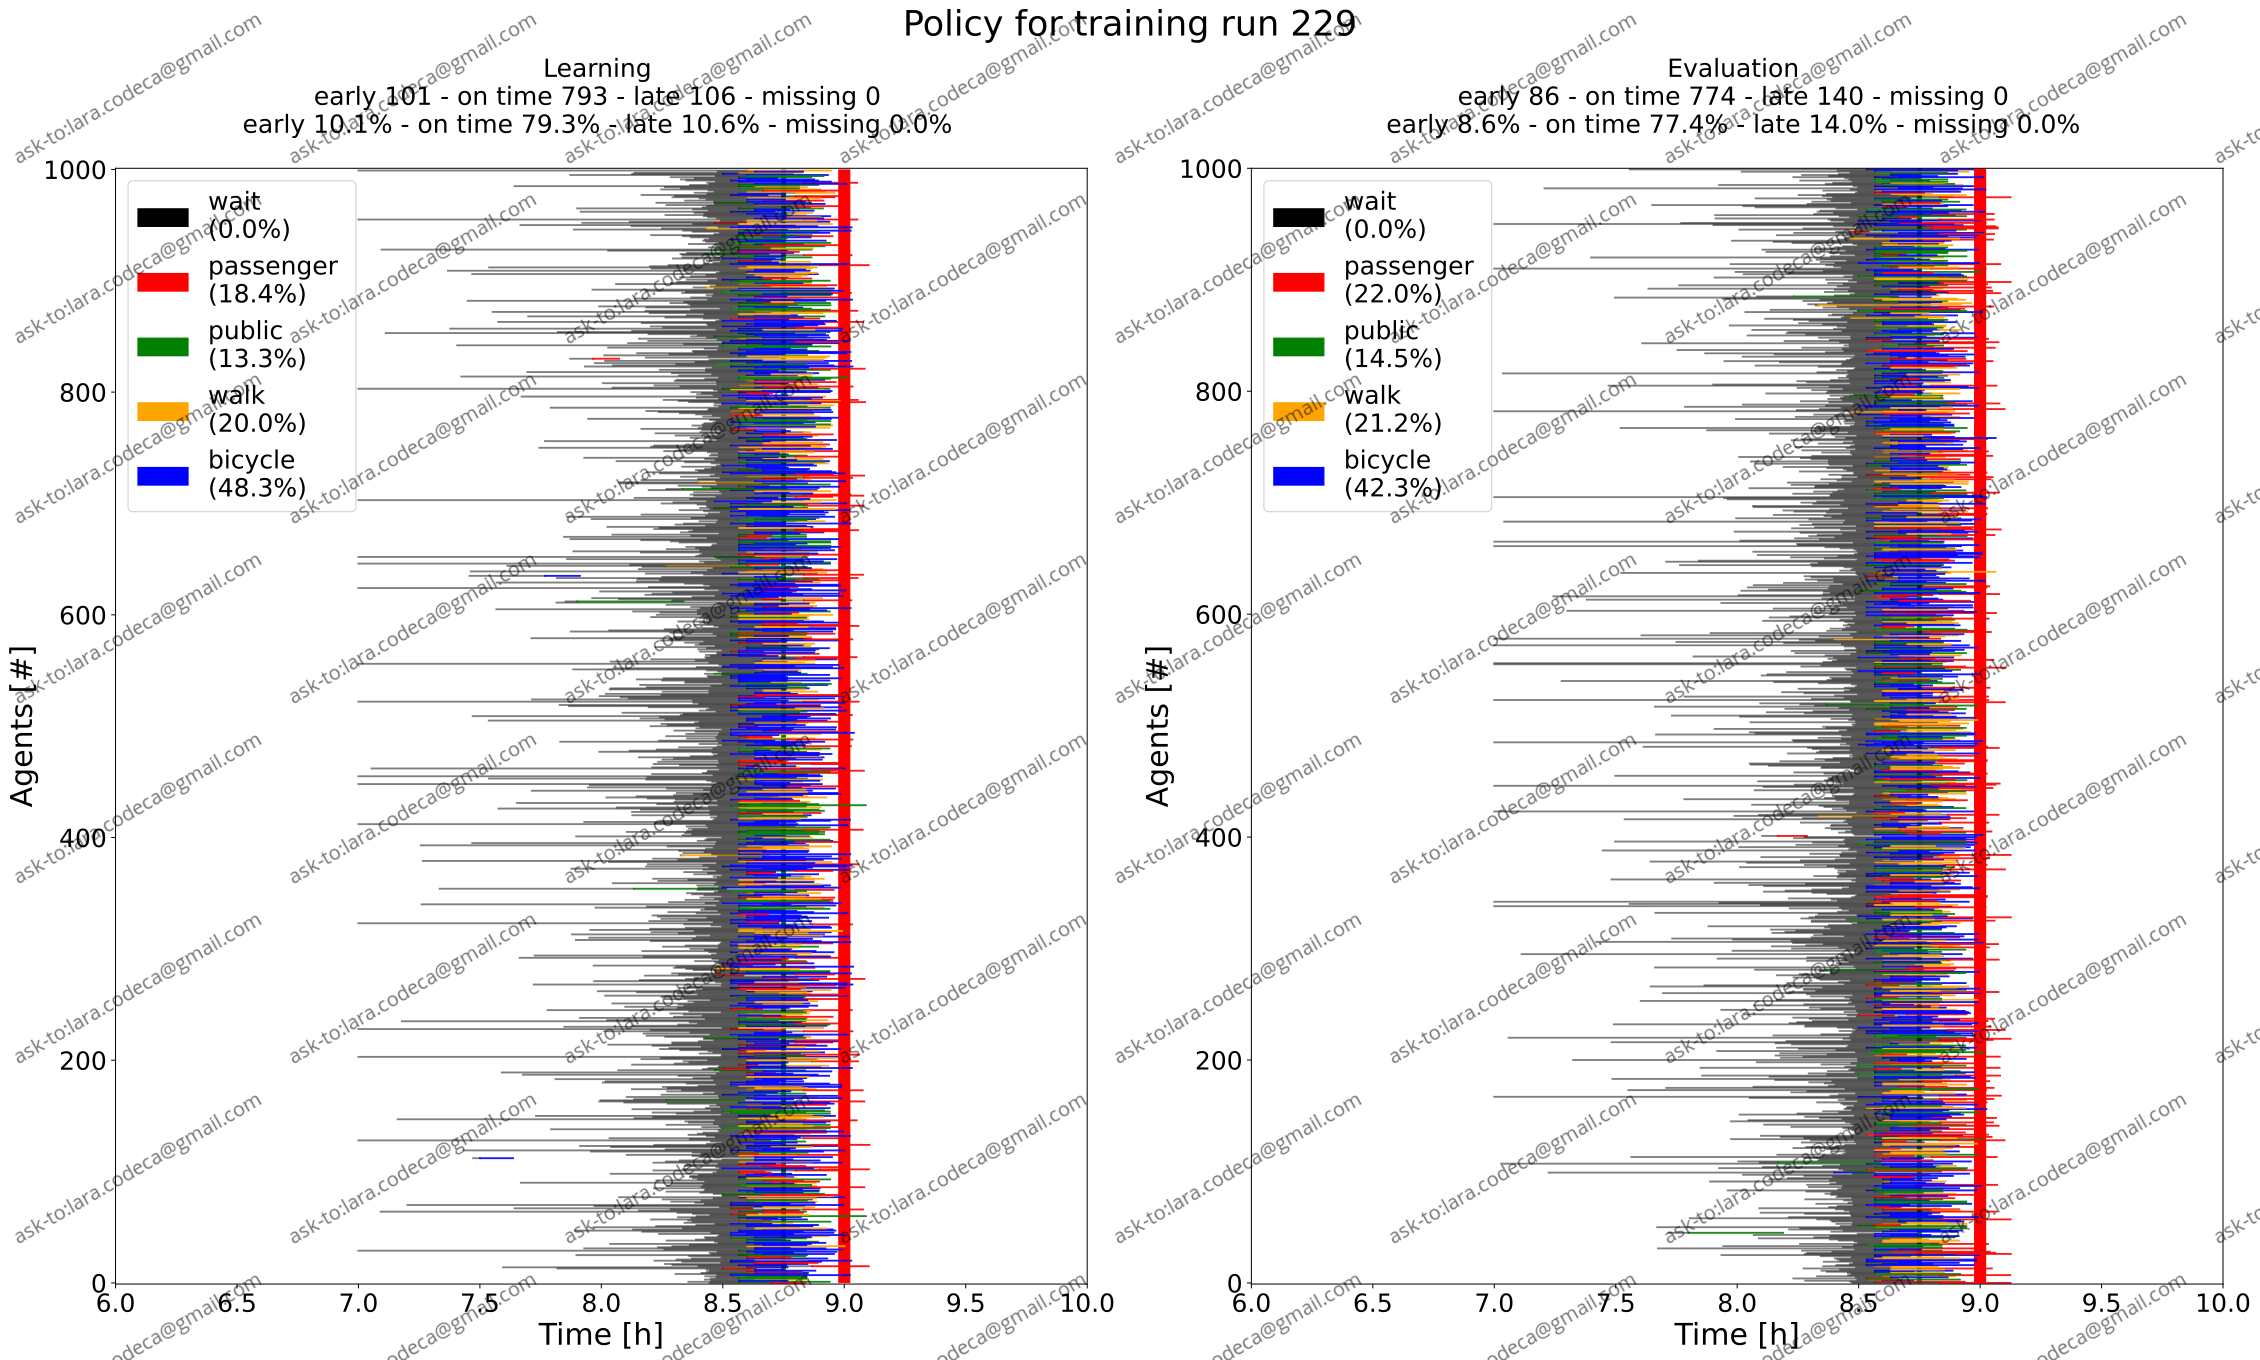 Policy for training run 229
Learning
early 101 - on time 793 - late 106 - missing 0
early 10.1% - on time 79.3% - late 10.6% - missing 0.0%
1000
800
600
400
200
0
Agents [#]
wait
(0.0%)
passenger
(18.4%)
public
(13.3%)
walk
(20.0%)
bicycle
(48.3%)
6.0 6.5 7.0 7.5 8.0 8.5 9.0 9.5 10.0
Time [h]
Evaluation
early 86 - on time 774 - late 140 - missing 0
early 8.6% - on time 77.4% - late 14.0% - missing 0.0%
1000
800
600
400
200
0
Agents [#]
wait
(0.0%)
passenger
(22.0%)
public
(14.5%)
walk
(21.2%)
bicycle
(42.3%)
6.0 6.5 7.0 7.5 8.0 8.5 9.0 9.5 10.0
Time [h]
ask-to:lara.codeca@gmail.com